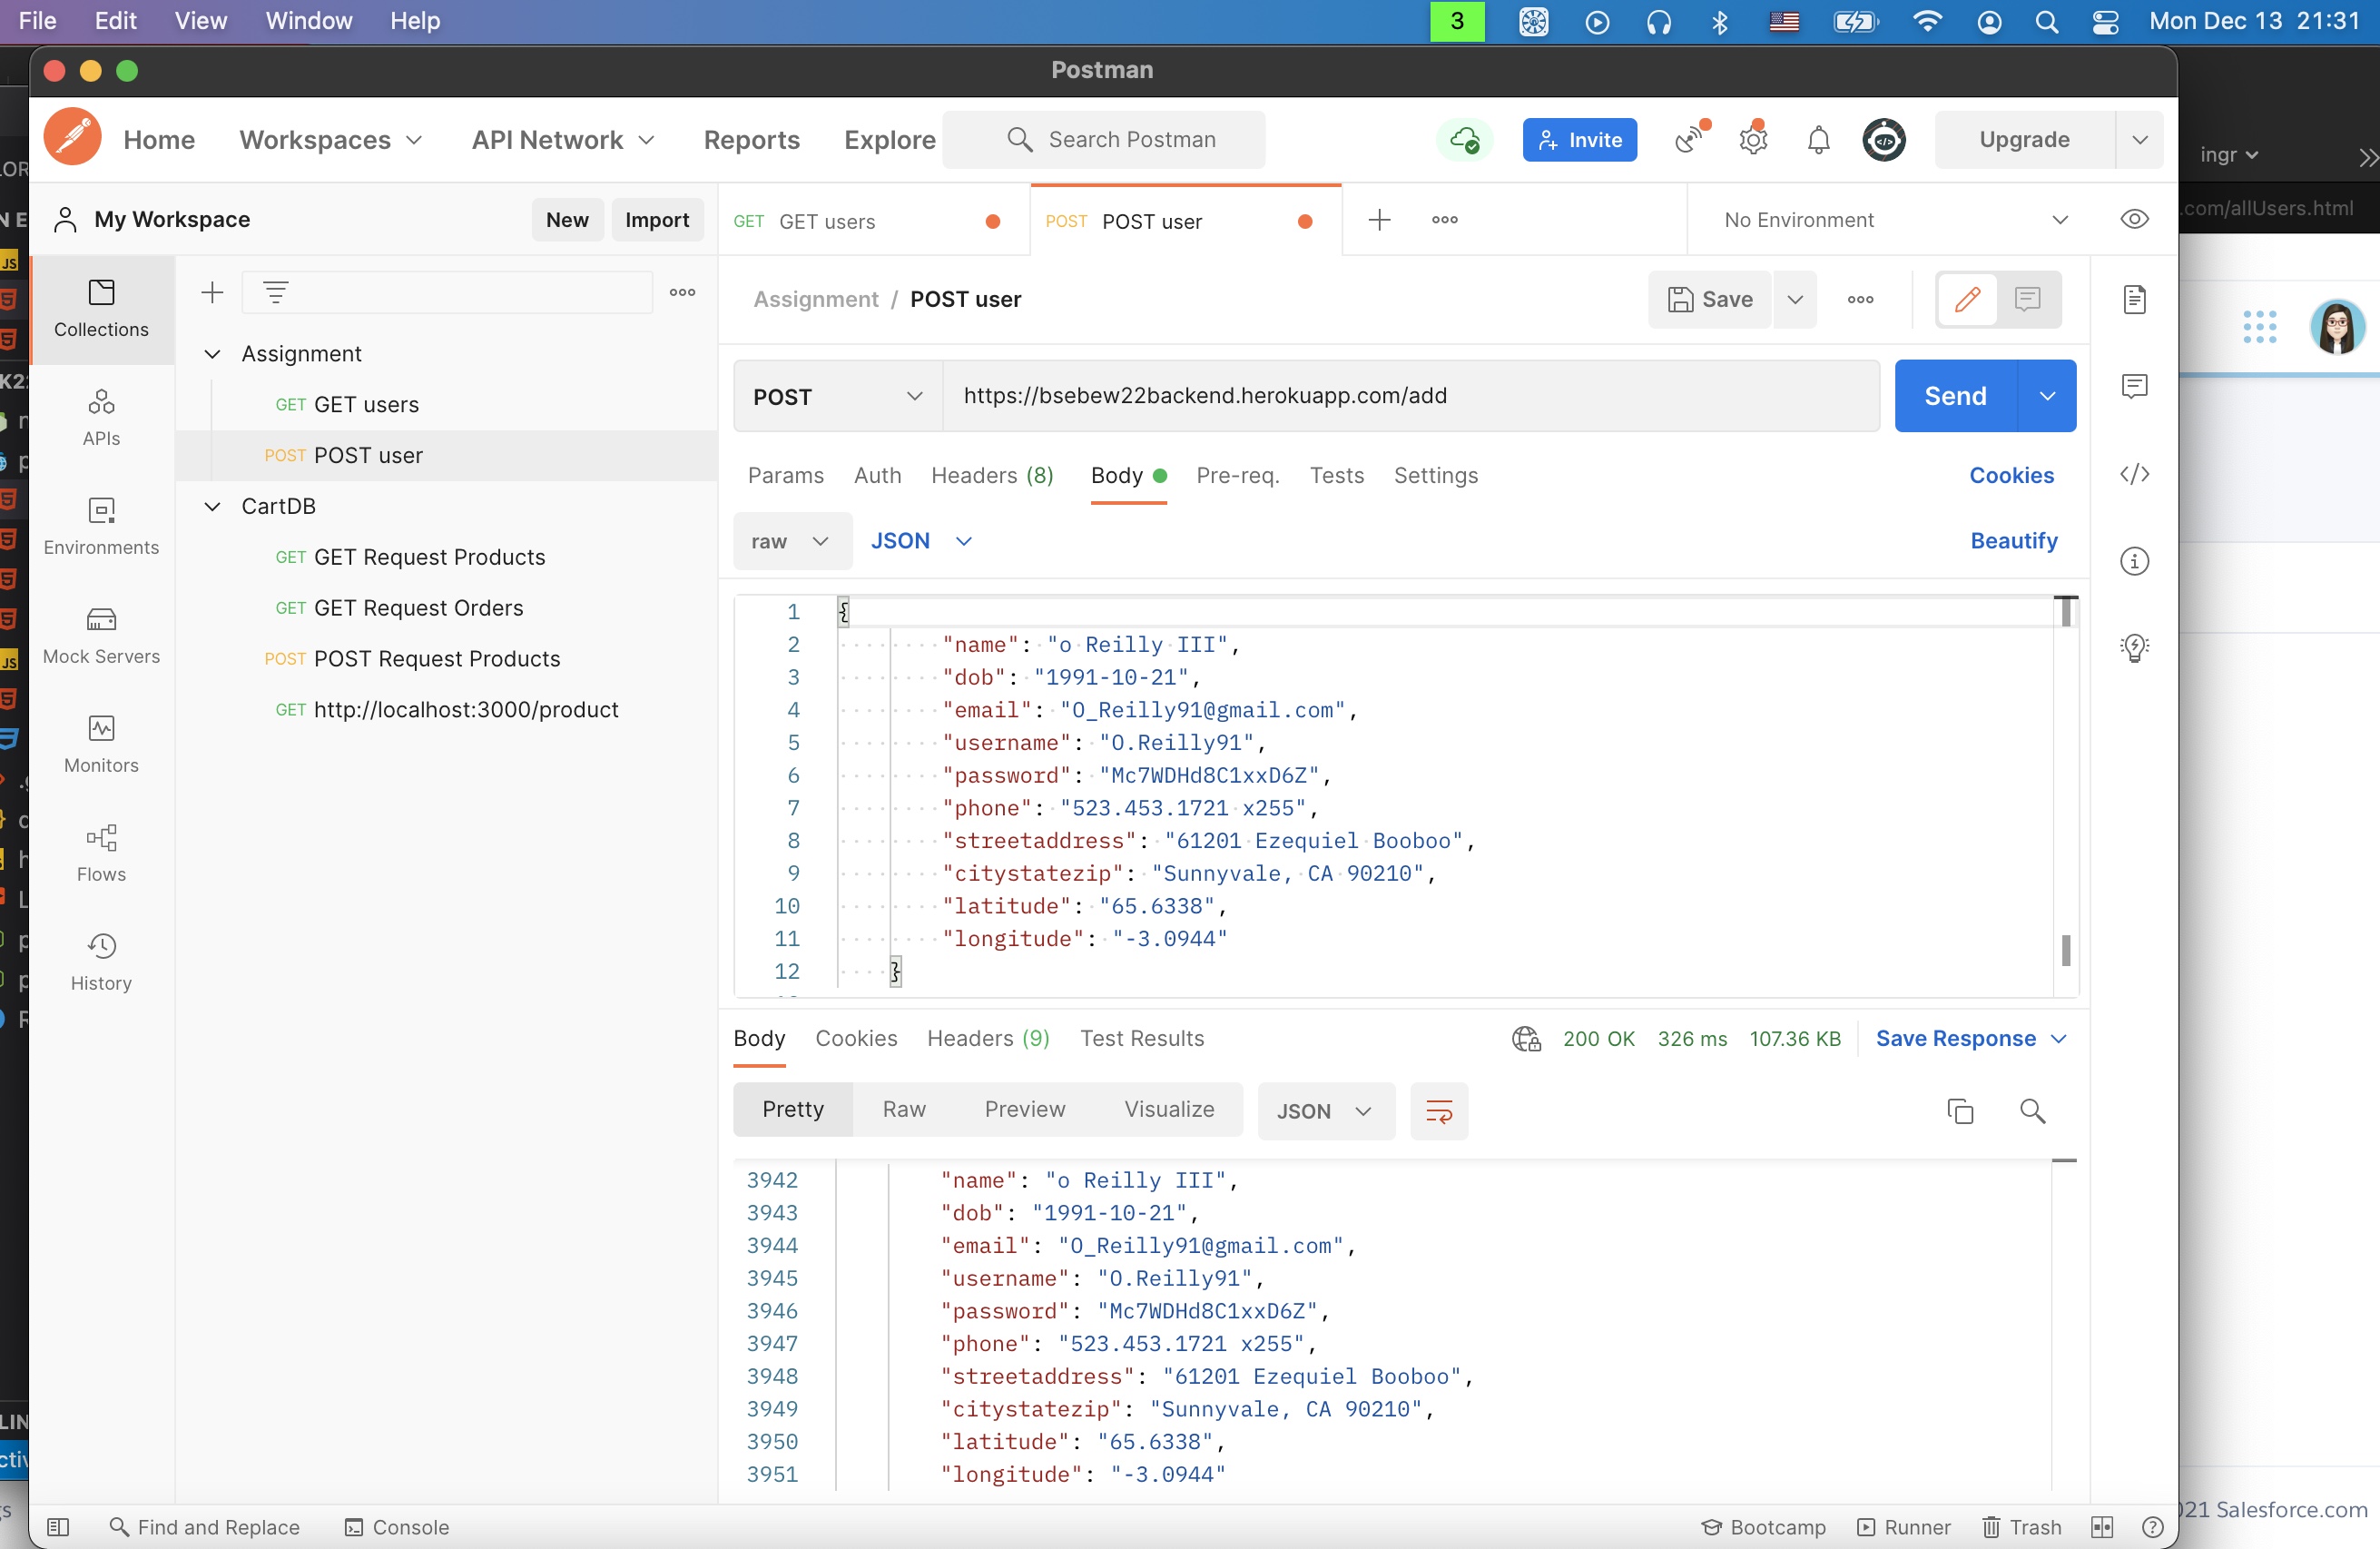 File Edit View Window Help
3
Mon Dec 13 21:31
Postman
Home Workspaces API Network Reports Explore Search Postman Invite Upgrade
ingr
My Workspace New Import
GET GET users POST POST user No Environment
.com/allUsers.html
Collections
APIs
Environments
Mock Servers
Monitors
Flows
History
Assignment
GET GET users
POST POST user
CartDB
GET GET Request Products
GET GET Request Orders
POST POST Request Products
GET http://localhost:3000/product
Assignment / POST user Save
POST https://bsebew22backend.herokuapp.com/add Send
Params Auth Headers (8) Body Pre-req. Tests Settings Cookies
raw JSON Beautify
1 {
2 "name": "o Reilly III",
3 "dob": "1991-10-21",
4 "email": "O_Reilly91@gmail.com",
5 "username": "O.Reilly91",
6 "password": "Mc7WDHd8C1xxD6Z",
7 "phone": "523.453.1721 x255",
8 "streetaddress": "61201 Ezequiel Booboo",
9 "citystatezip": "Sunnyvale, CA 90210",
10 "latitude": "65.6338",
11 "longitude": "-3.0944"
12 }
Body Cookies Headers (9) Test Results 200 OK 326 ms 107.36 KB Save Response
Pretty Raw Preview Visualize JSON
3942 "name": "o Reilly III",
3943 "dob": "1991-10-21",
3944 "email": "O_Reilly91@gmail.com",
3945 "username": "O.Reilly91",
3946 "password": "Mc7WDHd8C1xxD6Z",
3947 "phone": "523.453.1721 x255",
3948 "streetaddress": "61201 Ezequiel Booboo",
3949 "citystatezip": "Sunnyvale, CA 90210",
3950 "latitude": "65.6338",
3951 "longitude": "-3.0944"
Find and Replace Console Bootcamp Runner Trash
21 Salesforce.com